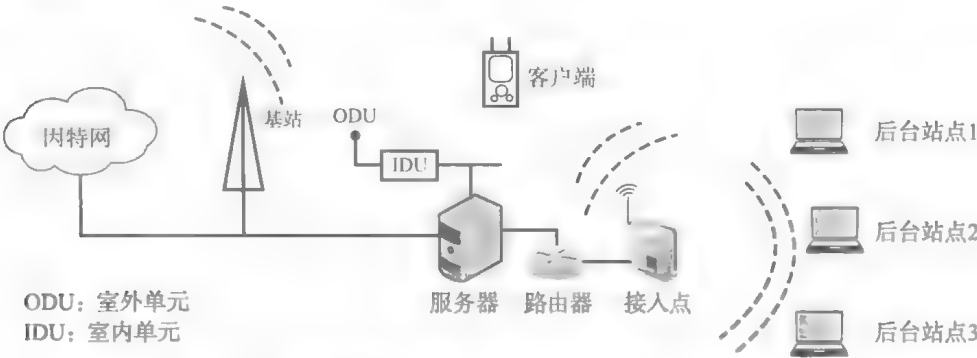 客户端
基站
ODU
因特网
IDU
后台站点1
后台站点2
服务器
路由器
接入点
后台站点3
ODU：室外单元
IDU：室内单元